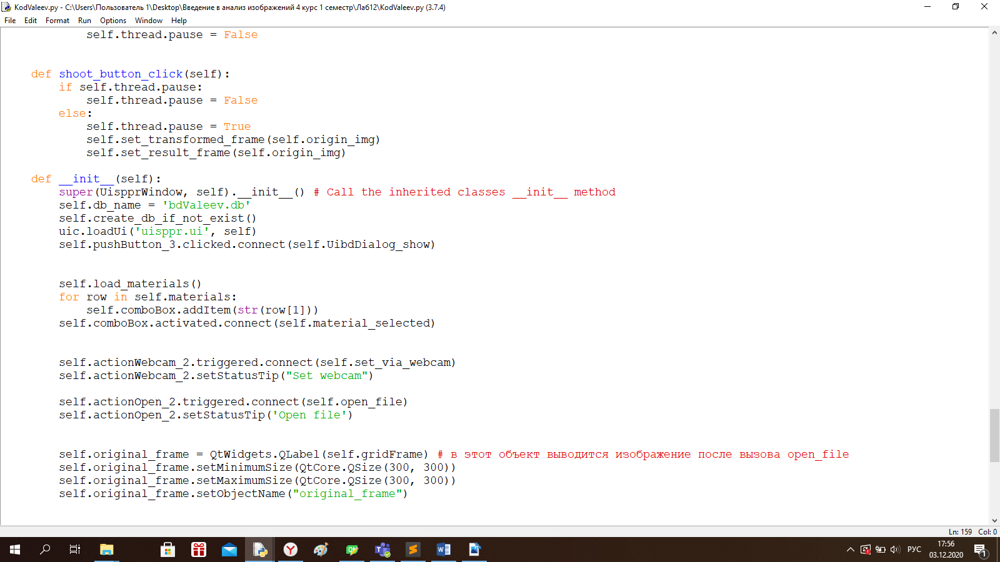 KodValeev.py - C:\Users\Пользователь 1\Desktop\Введение в анализ изображений 4 курс 1 семестр\Лаб12\KodValeev.py (3.7.4)
File Edit Format Run Options Window Help
self.thread.pause = False
def shoot_button_click(self):
if self.thread.pause:
self.thread.pause = False
else:
self.thread.pause = True
self.set_transformed_frame(self.origin_img)
self.set_result_frame(self.origin_img)
def __init__(self):
super(UispprWindow, self).__init__() # Call the inherited classes __init__ method
self.db_name = 'bdValeev.db'
self.create_db_if_not_exist()
uic.loadUi('uisppr.ui', self)
self.pushButton_3.clicked.connect(self.UibdDialog_show)
self.load_materials()
for row in self.materials:
self.comboBox.addItem(str(row[1]))
self.comboBox.activated.connect(self.material_selected)
self.actionWebcam_2.triggered.connect(self.set_via_webcam)
self.actionWebcam_2.setStatusTip("Set webcam")
self.actionOpen_2.triggered.connect(self.open_file)
self.actionOpen_2.setStatusTip('Open file')
self.original_frame = QtWidgets.QLabel(self.gridFrame) # в этот объект выводится изображение после вызова open_file
self.original_frame.setMinimumSize(QtCore.QSize(300, 300))
self.original_frame.setMaximumSize(QtCore.QSize(300, 300))
self.original_frame.setObjectName("original_frame")
Ln: 159 Col: 0
РУС
17:56
03.12.2020
1